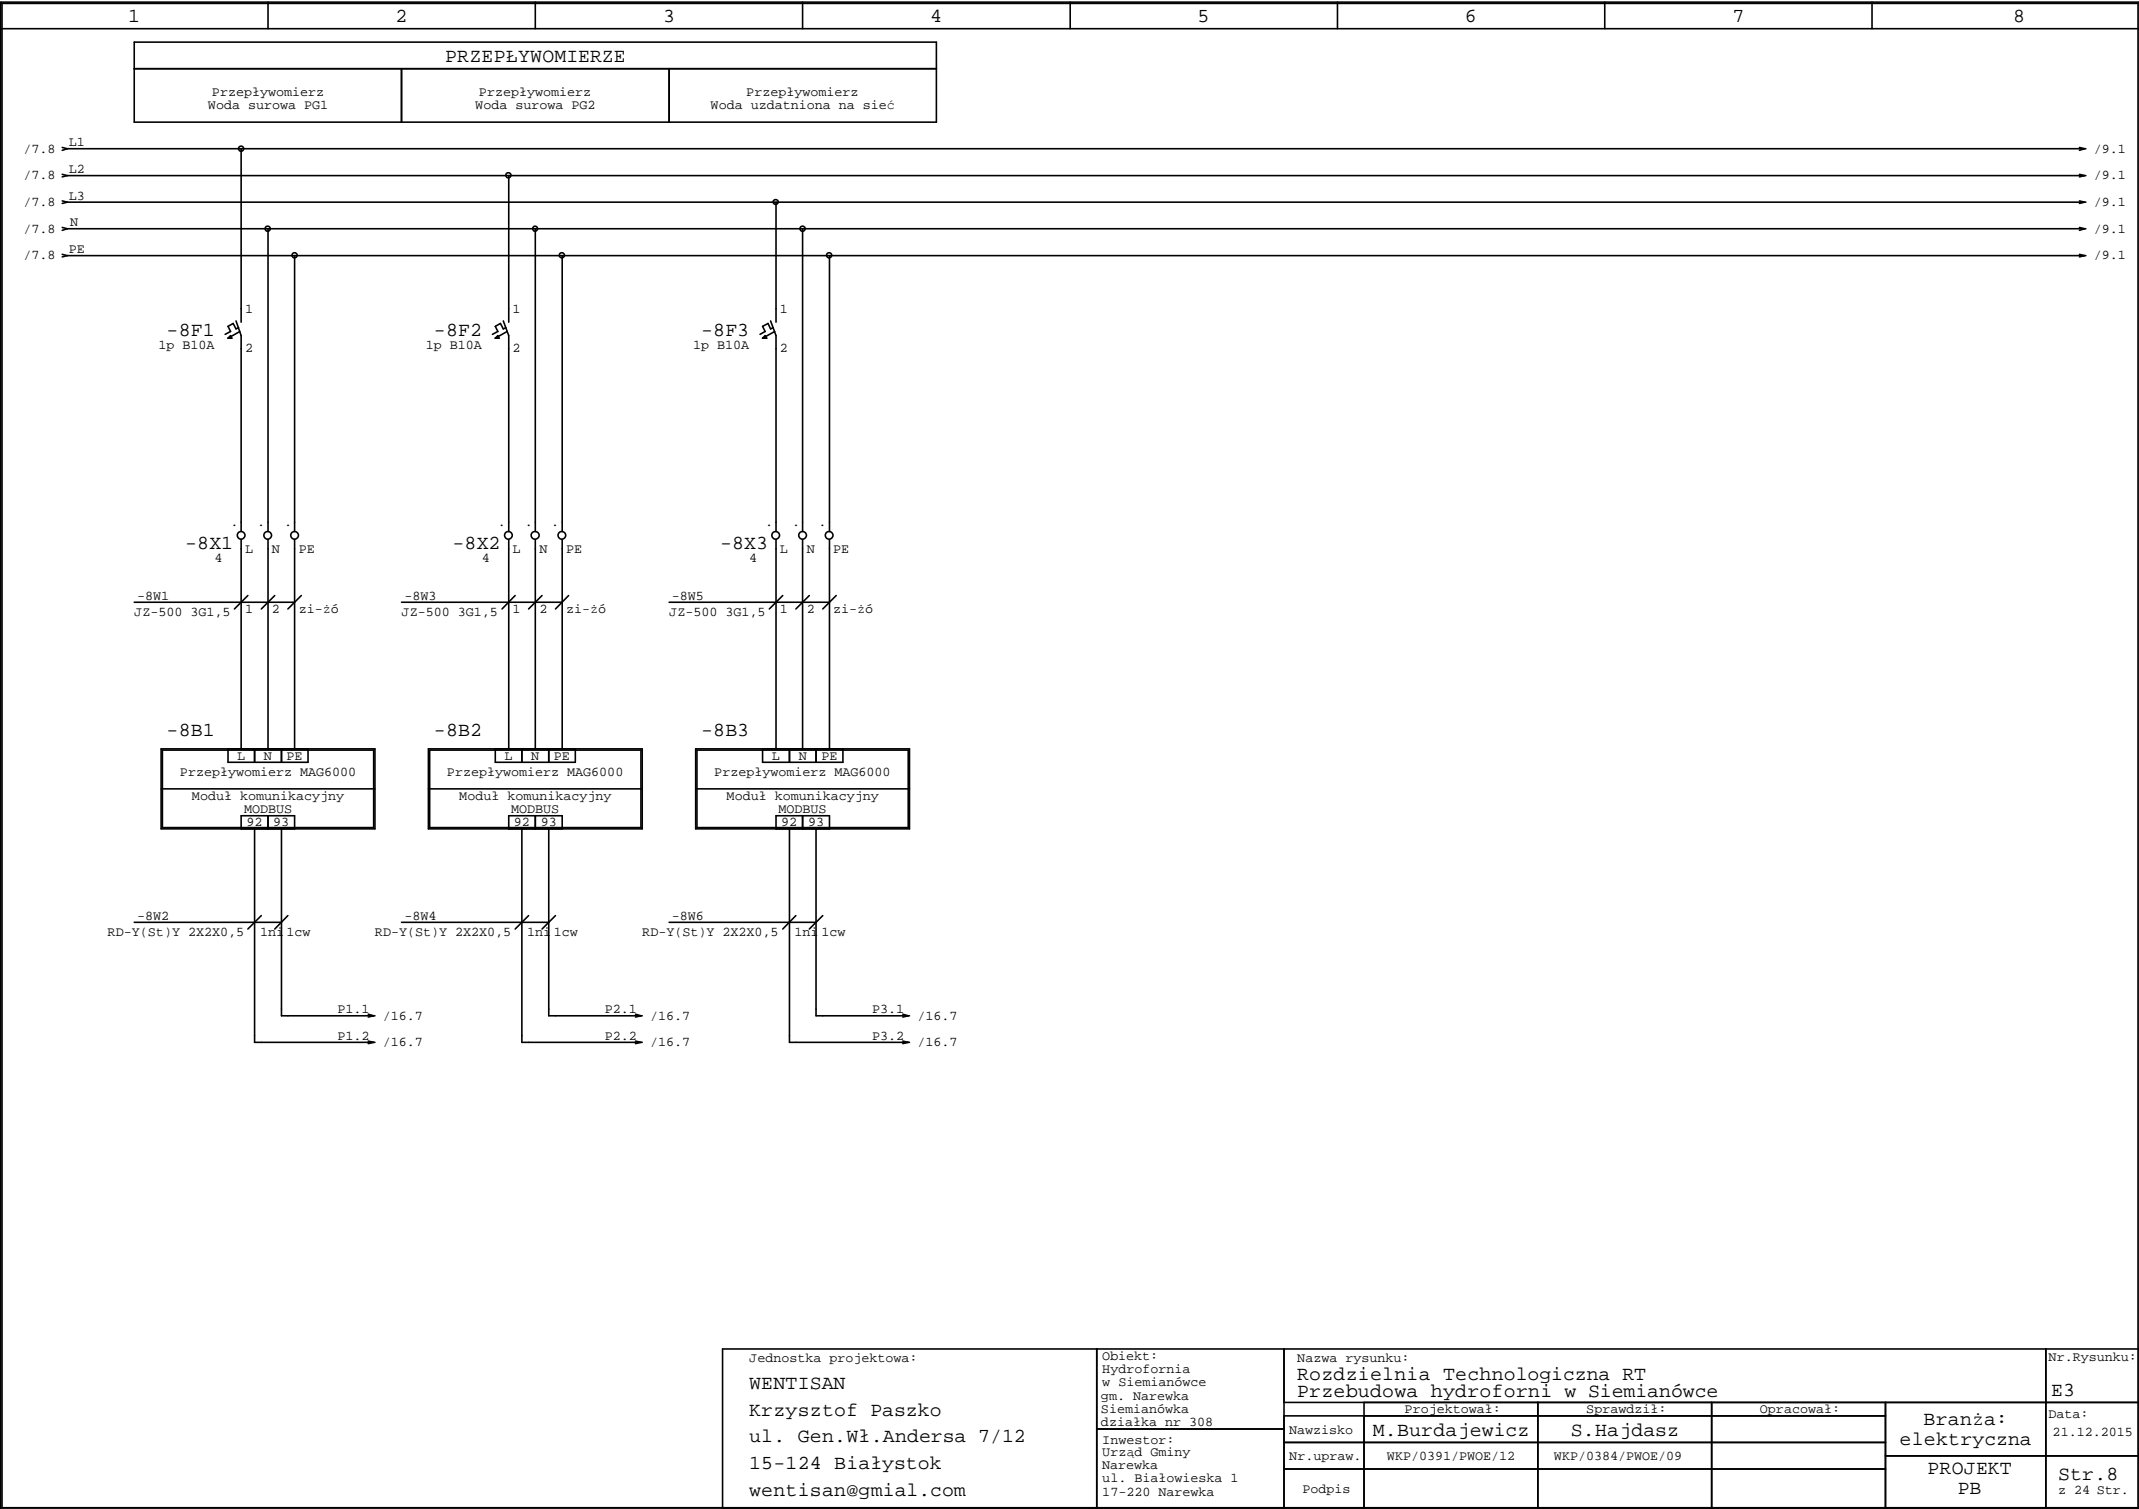 1 2 3 4 5 6 7 8
PRZEPŁYWOMIERZE
Przepływomierz
Woda surowa PG1
Przepływomierz
Woda surowa PG2
Przepływomierz
Woda uzdatniona na sieć
/7.8 L1 /9.1
/7.8 L2 /9.1
/7.8 L3 /9.1
/7.8 N /9.1
/7.8 PE /9.1
-8F1
1p B10A
1
2
-8F2
1p B10A
1
2
-8F3
1p B10A
1
2
-8X1
4
L N PE
-8X2
4
L N PE
-8X3
4
L N PE
-8W1
JZ-500 3G1,5 1 2 zi-żó
-8W3
JZ-500 3G1,5 1 2 zi-żó
-8W5
JZ-500 3G1,5 1 2 zi-żó
-8B1
L N PE
Przepływomierz MAG6000
Moduł komunikacyjny
MODBUS
92 93
-8B2
L N PE
Przepływomierz MAG6000
Moduł komunikacyjny
MODBUS
92 93
-8B3
L N PE
Przepływomierz MAG6000
Moduł komunikacyjny
MODBUS
92 93
-8W2
RD-Y(St)Y 2X2X0,5 1ni 1cw
-8W4
RD-Y(St)Y 2X2X0,5 1ni 1cw
-8W6
RD-Y(St)Y 2X2X0,5 1ni 1cw
P1.1 /16.7
P1.2 /16.7
P2.1 /16.7
P2.2 /16.7
P3.1 /16.7
P3.2 /16.7
Jednostka projektowa:
WENTISAN
Krzysztof Paszko
ul. Gen.Wł.Andersa 7/12
15-124 Białystok
wentisan@gmial.com
Obiekt:
Hydrofornia
w Siemianówce
gm. Narewka
Siemianówka
działka nr 308
Inwestor:
Urząd Gminy
Narewka
ul. Białowieska 1
17-220 Narewka
Nazwa rysunku:
Rozdzielnia Technologiczna RT
Przebudowa hydroforni w Siemianówce
Projektował: Sprawdził: Opracował:
Nawzisko M.Burdajewicz S.Hajdasz
Nr.upraw. WKP/0391/PWOE/12 WKP/0384/PWOE/09
Podpis
Branża:
elektryczna
PROJEKT
PB
Nr.Rysunku:
E3
Data:
21.12.2015
Str.8
z 24 Str.